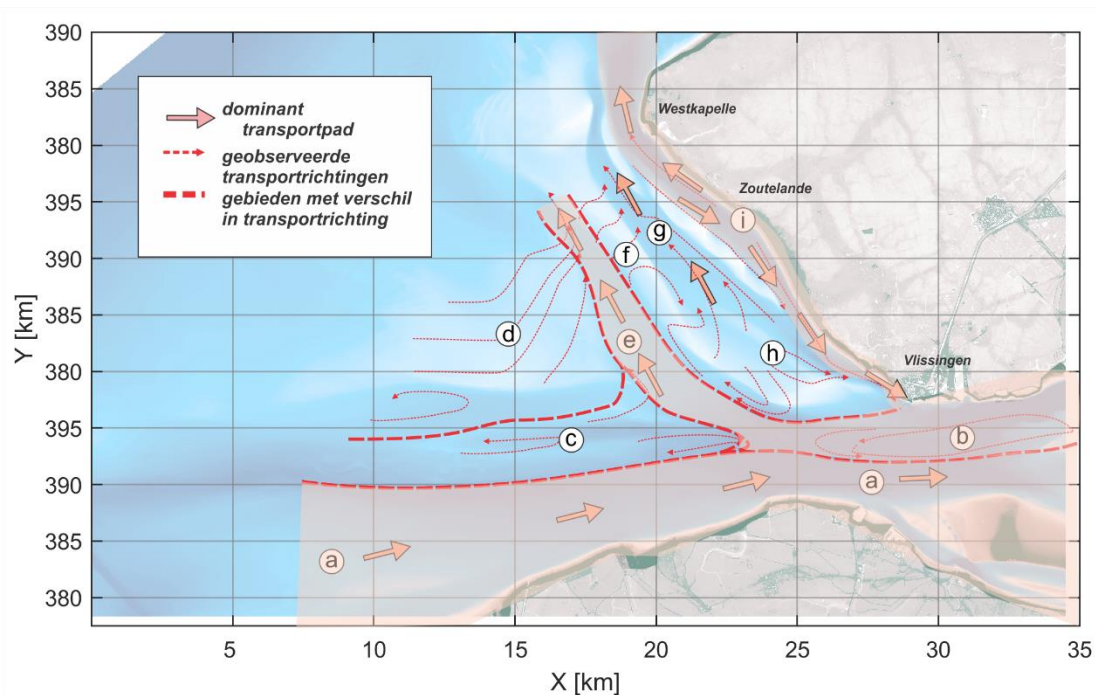 390
385
380
395
390
385
380
395
390
385
380
Y [km]
dominant
transportpad
geobserveerde
transportrichtingen
gebieden met verschil
in transportrichting
Westkapelle
Zoutelande
Vlissingen
i
g
f
d
e
h
c
b
a
a
5
10
15
20
25
30
35
X [km]